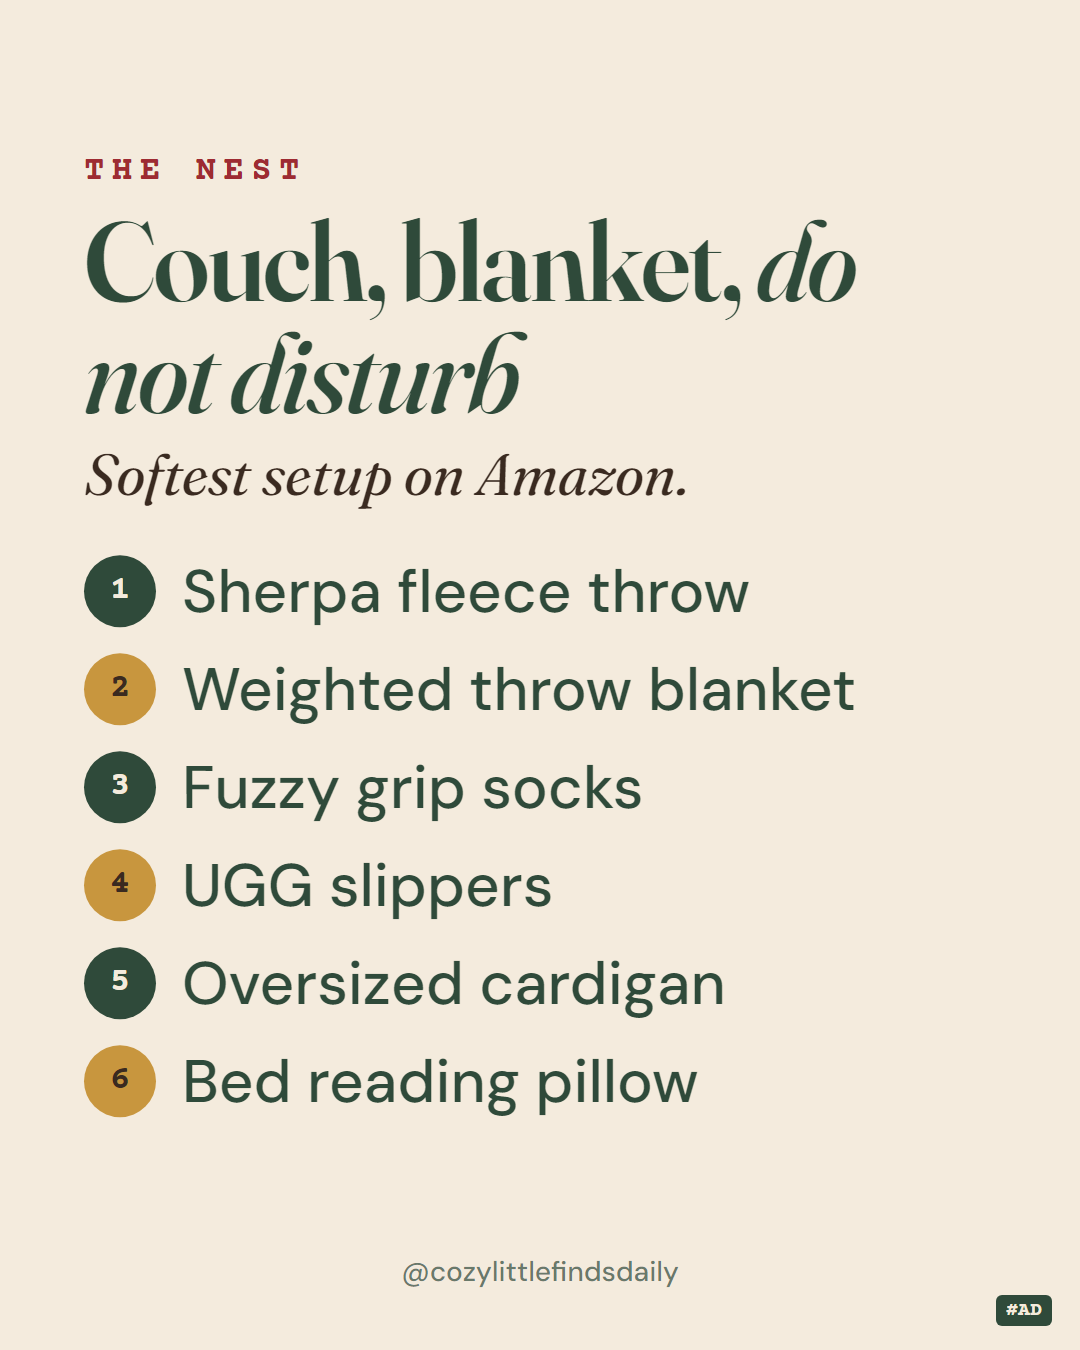 THE NEST
Couch, blanket, do
not disturb
Softest setup on Amazon.
1 Sherpa fleece throw
2 Weighted throw blanket
3 Fuzzy grip socks
4 UGG slippers
5 Oversized cardigan
6 Bed reading pillow
@cozylittlefindsdaily
#AD